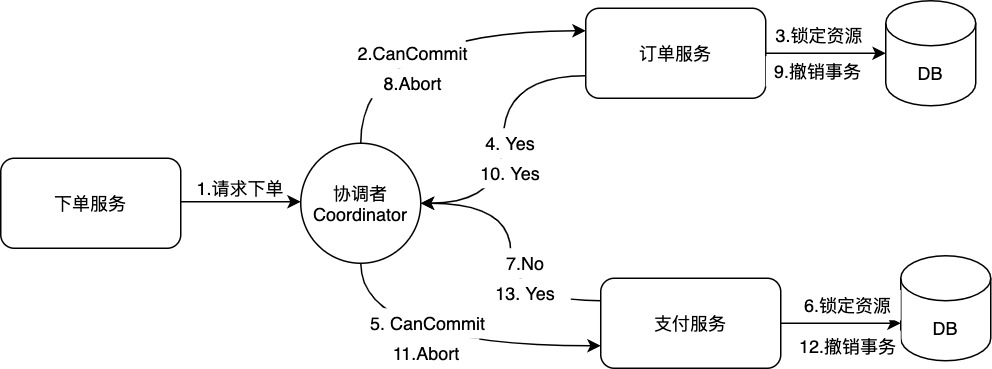 2.CanCommit
8.Abort
订单服务
3.锁定资源
9.撤销事务
DB
4. Yes
10. Yes
下单服务
1.请求下单
协调者
Coordinator
7.No
13. Yes
5. CanCommit
11.Abort
支付服务
6.锁定资源
12.撤销事务
DB